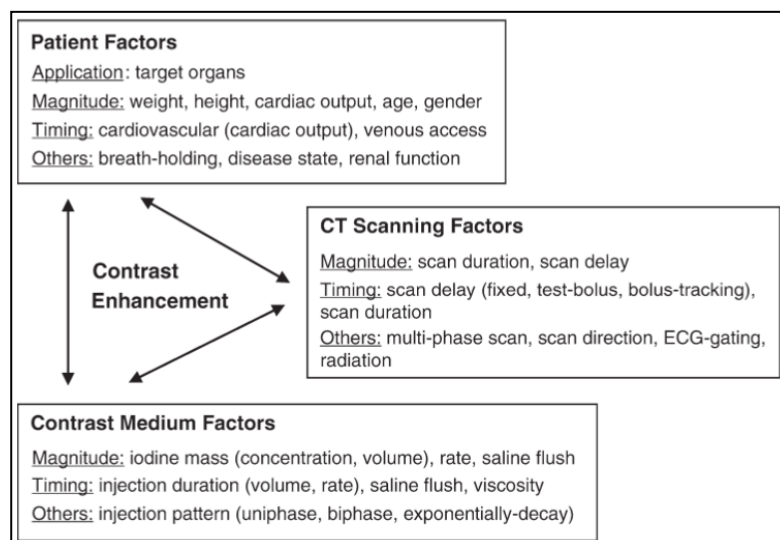 Patient Factors
Application: target organs
Magnitude: weight, height, cardiac output, age, gender
Timing: cardiovascular (cardiac output), venous access
Others: breath-holding, disease state, renal function
Contrast
Enhancement
CT Scanning Factors
Magnitude: scan duration, scan delay
Timing: scan delay (fixed, test-bolus, bolus-tracking),
scan duration
Others: multi-phase scan, scan direction, ECG-gating,
radiation
Contrast Medium Factors
Magnitude: iodine mass (concentration, volume), rate, saline flush
Timing: injection duration (volume, rate), saline flush, viscosity
Others: injection pattern (uniphase, biphase, exponentially-decay)